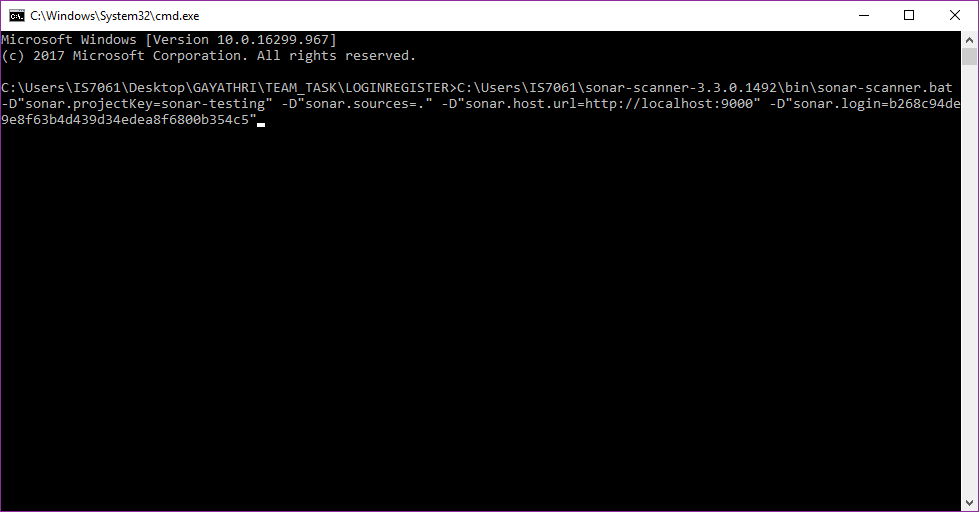 C:\Windows\System32\cmd.exe
Microsoft Windows [Version 10.0.16299.967]
(c) 2017 Microsoft Corporation. All rights reserved.
C:\Users\IS7061\Desktop\GAYATHRI\TEAM_TASK\LOGINREGISTER>C:\Users\IS7061\sonar-scanner-3.3.0.1492\bin\sonar-scanner.bat
-D"sonar.projectKey=sonar-testing" -D"sonar.sources=." -D"sonar.host.url=http://localhost:9000" -D"sonar.login=b268c94de
9e8f63b4d439d34edea8f6800b354c5"